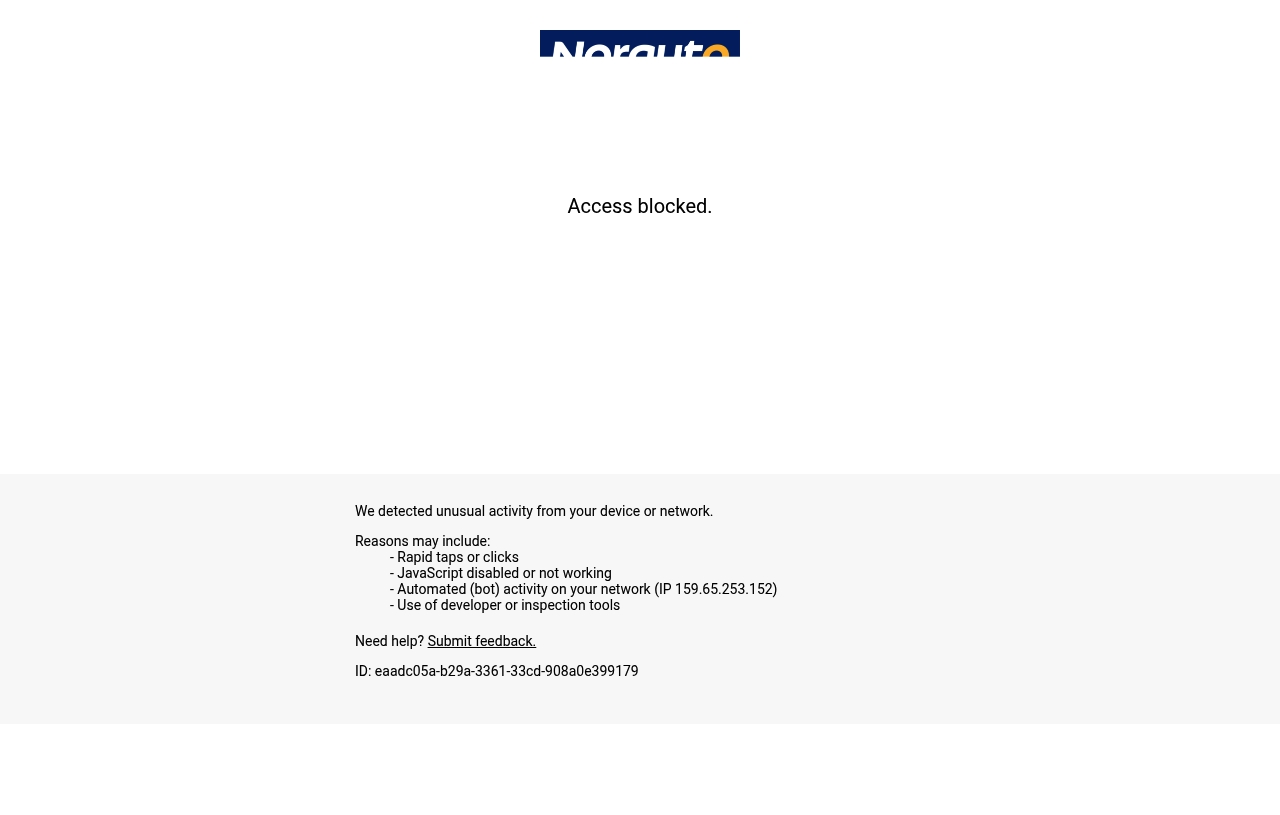 Norauto
Access blocked.
We detected unusual activity from your device or network.
Reasons may include:
- Rapid taps or clicks
- JavaScript disabled or not working
- Automated (bot) activity on your network (IP 159.65.253.152)
- Use of developer or inspection tools
Need help? Submit feedback.
ID: eaadc05a-b29a-3361-33cd-908a0e399179